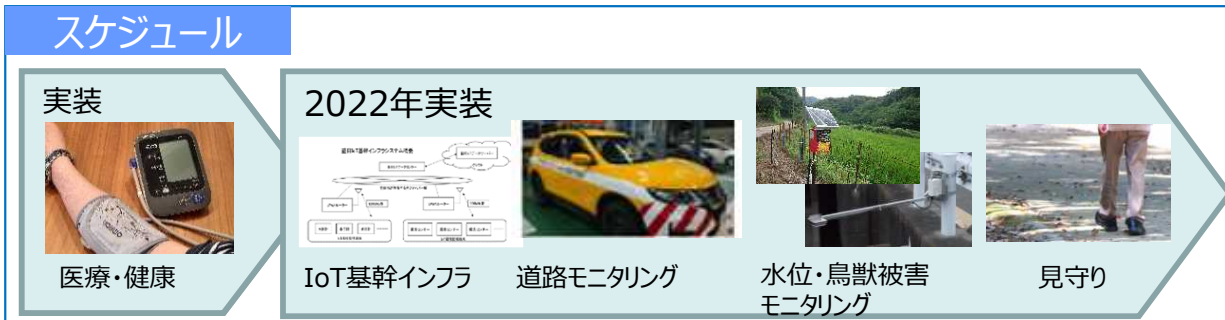 スケジュール
実装
医療・健康
2022年実装
IoT基幹インフラ
道路モニタリング
水位・鳥獣被害
モニタリング
見守り